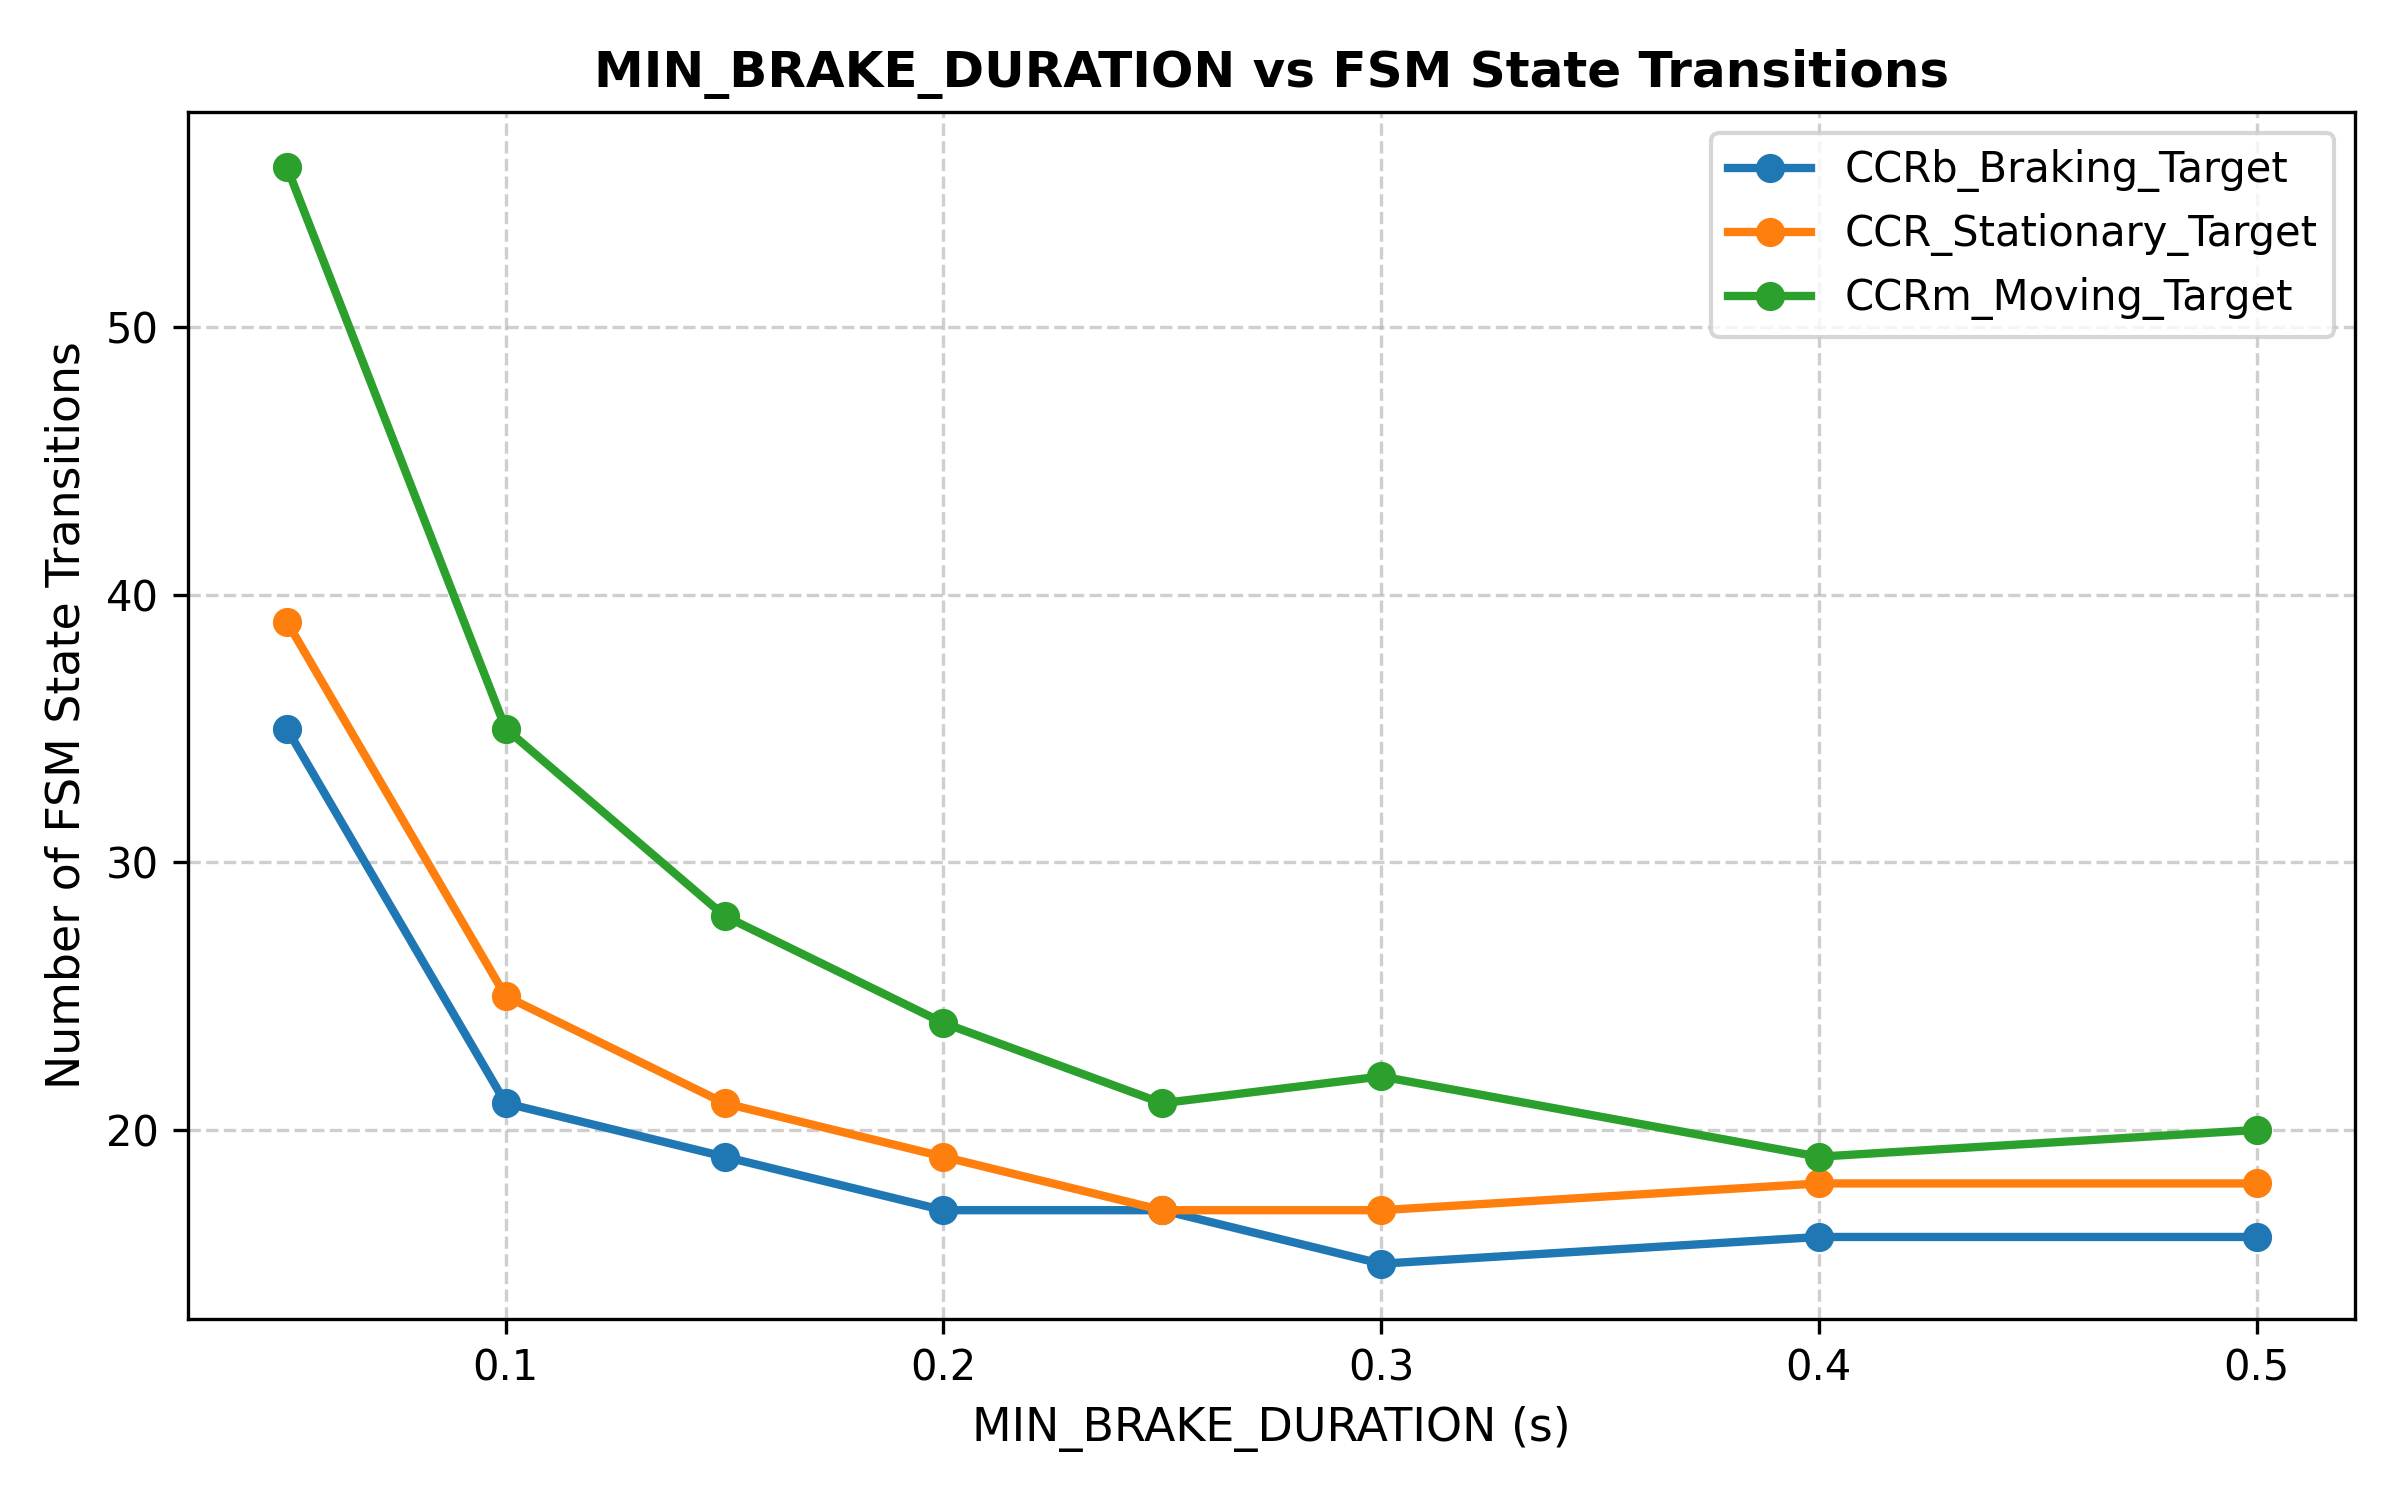 MIN_BRAKE_DURATION vs FSM State Transitions
CCRb_Braking_Target
CCR_Stationary_Target
CCRm_Moving_Target
Number of FSM State Transitions
50
40
30
20
0.1
0.2
0.3
0.4
0.5
MIN_BRAKE_DURATION (s)